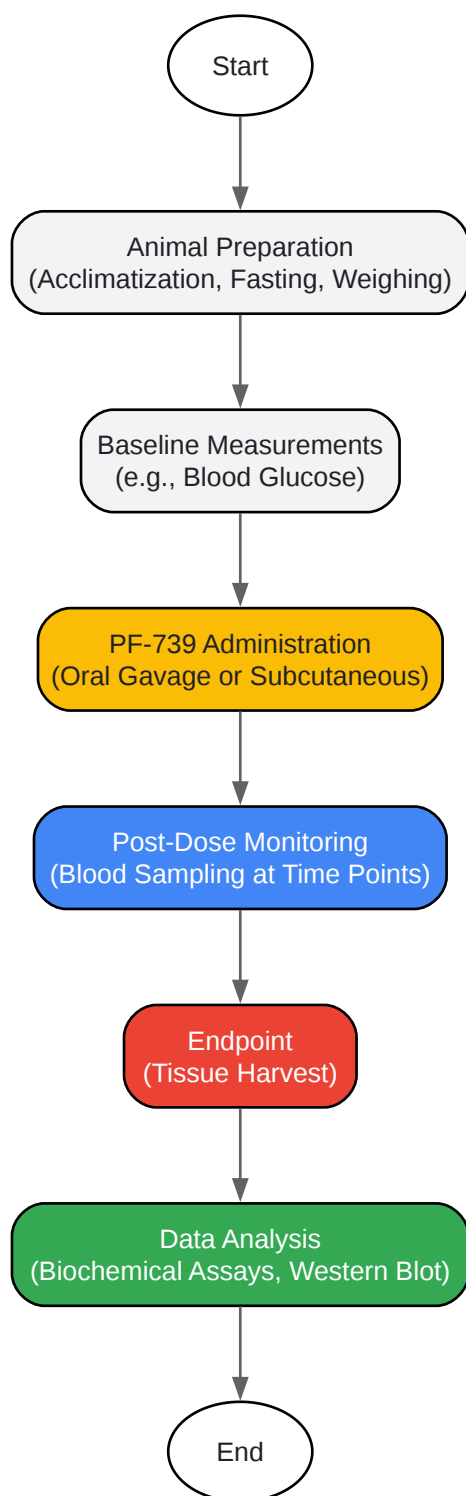 Start
Animal Preparation
(Acclimatization, Fasting, Weighing)
Baseline Measurements
(e.g., Blood Glucose)
PF-739 Administration
(Oral Gavage or Subcutaneous)
Post-Dose Monitoring
(Blood Sampling at Time Points)
Endpoint
(Tissue Harvest)
Data Analysis
(Biochemical Assays, Western Blot)
End